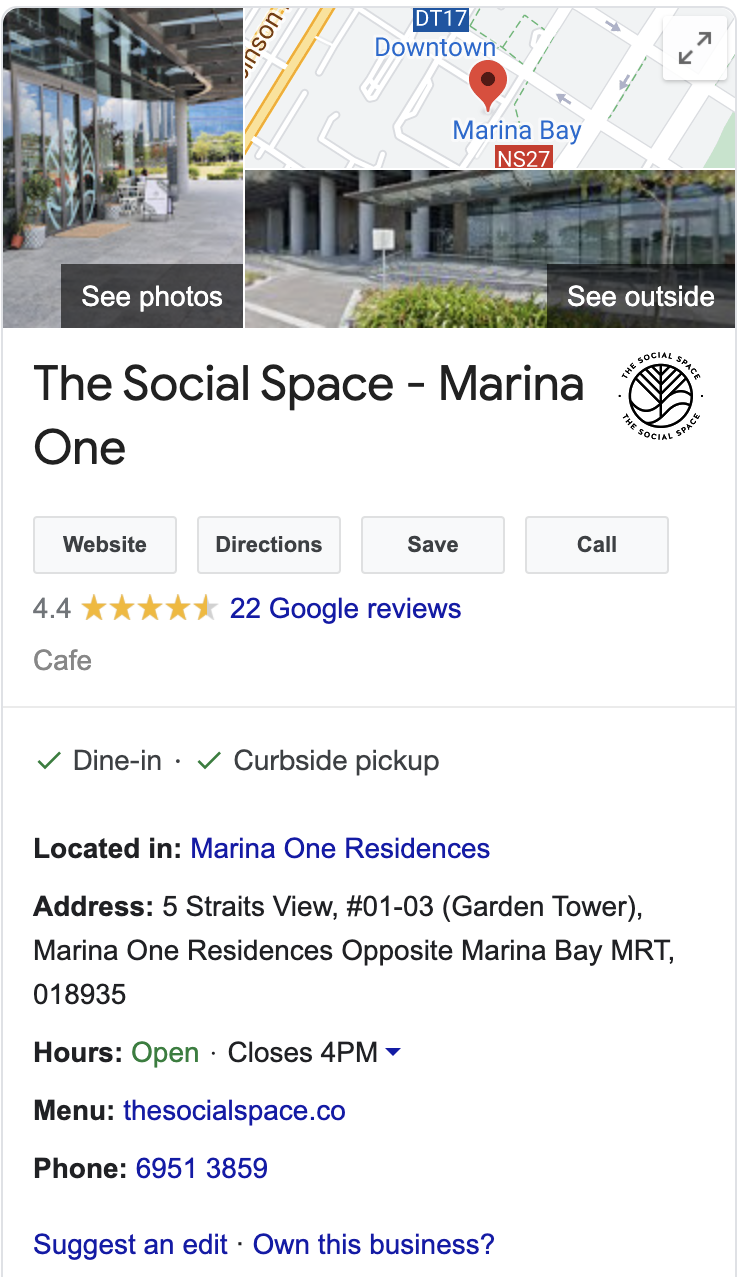 DT17
Downtown
Marina Bay
NS27
See photos
See outside
The Social Space - Marina
One
THE SOCIAL SPACE
THE SOCIAL SPACE
Website
Directions
Save
Call
4.4 22 Google reviews
Cafe
Dine-in · Curbside pickup
Located in: Marina One Residences
Address: 5 Straits View, #01-03 (Garden Tower),
Marina One Residences Opposite Marina Bay MRT,
018935
Hours: Open · Closes 4PM
Menu: thesocialspace.co
Phone: 6951 3859
Suggest an edit · Own this business?